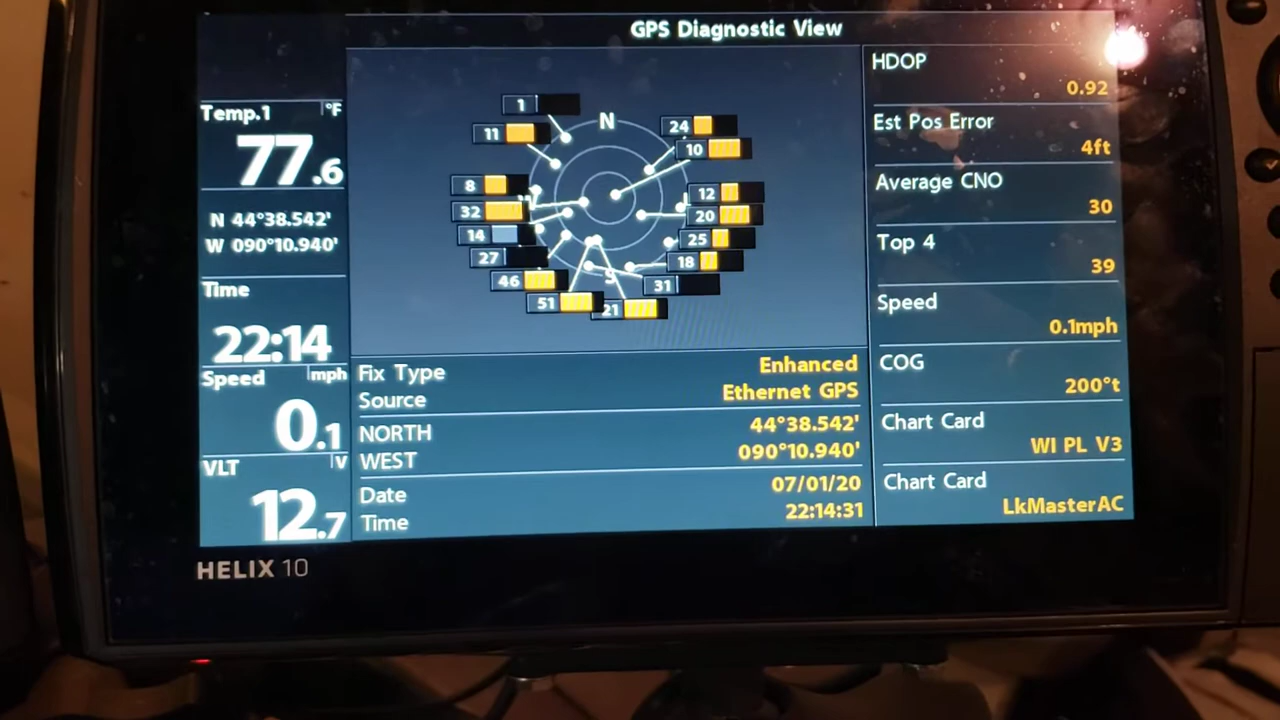 GPS Diagnostic View
Temp.1 °F
77.6
N 44°38.542'
W 090°10.940'
Time
22:14
Speed mph
0.1
VLT V
12.7
N
1
11
8
32
14
27
46
51
21
31
18
25
20
12
10
24
S
Fix Type Enhanced
Source Ethernet GPS
NORTH 44°38.542'
WEST 090°10.940'
Date 07/01/20
Time 22:14:31
HDOP
0.92
Est Pos Error
4ft
Average CNO
30
Top 4
39
Speed
0.1mph
COG
200°t
Chart Card
WI PL V3
Chart Card
LkMasterAC
HELIX 10